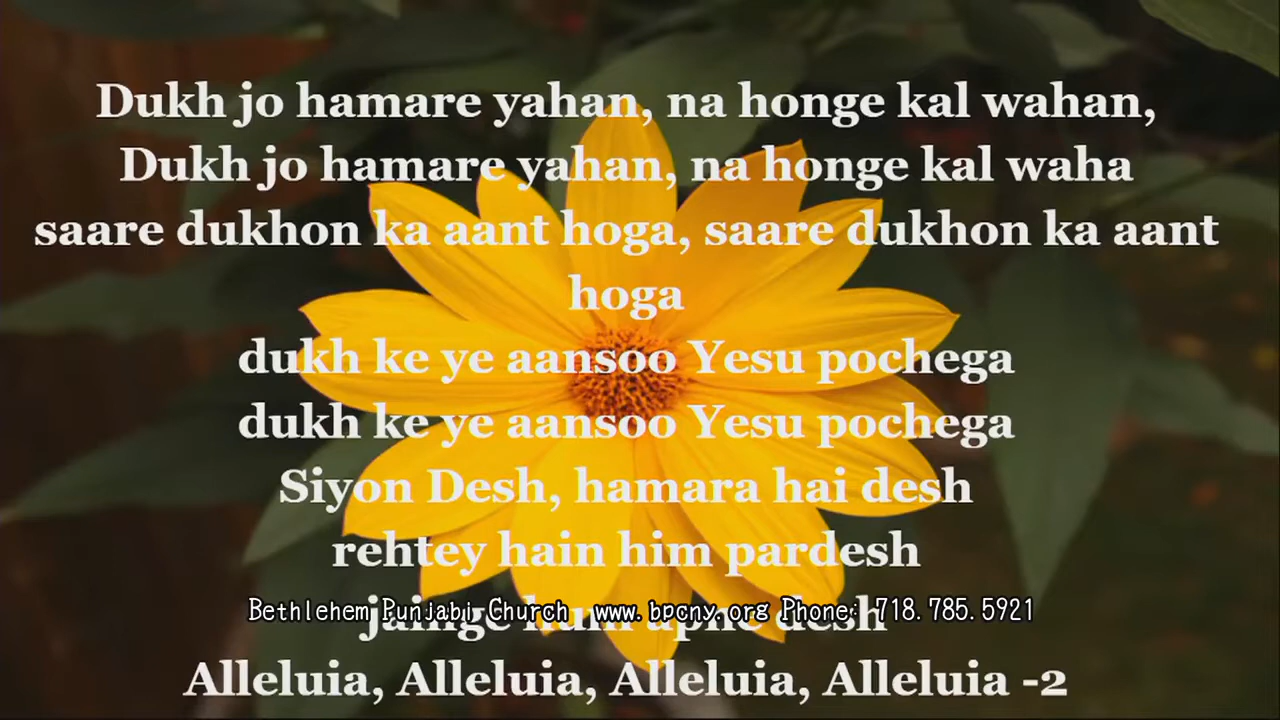 Dukh jo hamare yahan, na honge kal wahan,
Dukh jo hamare yahan, na honge kal waha
saare dukhon ka aant hoga, saare dukhon ka aant
hoga
dukh ke ye aansoo Yesu pochega
dukh ke ye aansoo Yesu pochega
Siyon Desh, hamara hai desh
rehtey hain him pardesh
Bethlehem Punjabi Church www.bpcny.org Phone: 718.785.5921
hum apne desh
Alleluia, Alleluia, Alleluia, Alleluia -2